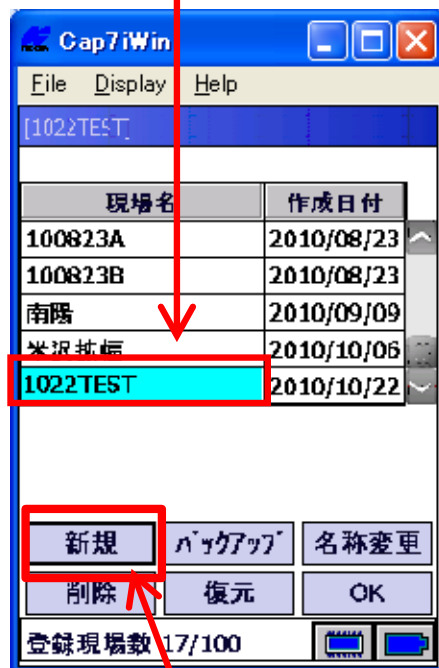 Cap7iWin
File Display Help
[1022TEST]
現場名 作成日付
100823A 2010/08/23
100823B 2010/08/23
南陽 2010/09/09
米沢拡幅 2010/10/06
1022TEST 2010/10/22
新規 ﾊﾞｯｸｱｯﾌﾟ 名称変更
削除 復元 OK
登録現場数 17/100